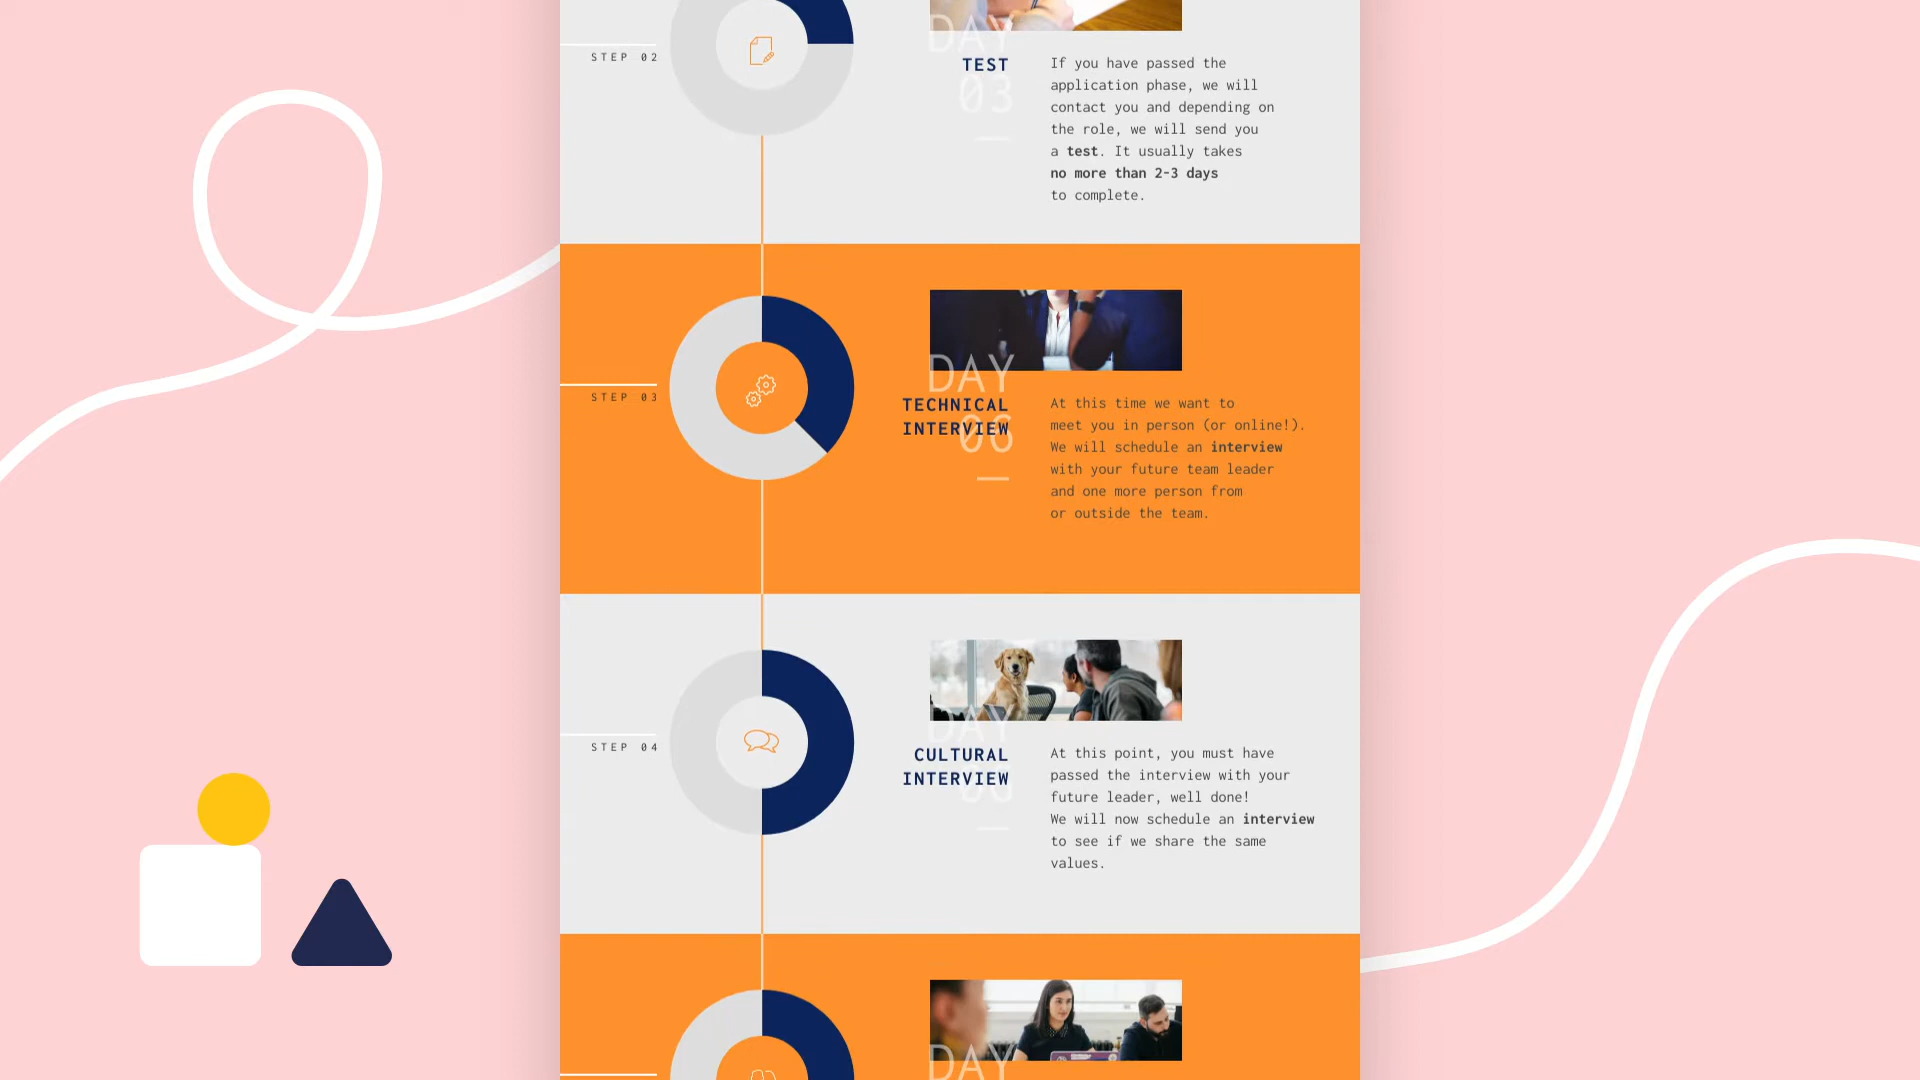 DAY
STEP 02
TEST
03
If you have passed the
application phase, we will
contact you and depending on
the role, we will send you
a test. It usually takes
no more than 2-3 days
to complete.
DAY
STEP 03
TECHNICAL
INTERVIEW
06
At this time we want to
meet you in person (or online!).
We will schedule an interview
with your future team leader
and one more person from
or outside the team.
DAY
STEP 04
CULTURAL
INTERVIEW
At this point, you must have
passed the interview with your
future leader, well done!
We will now schedule an interview
to see if we share the same
values.
DAY